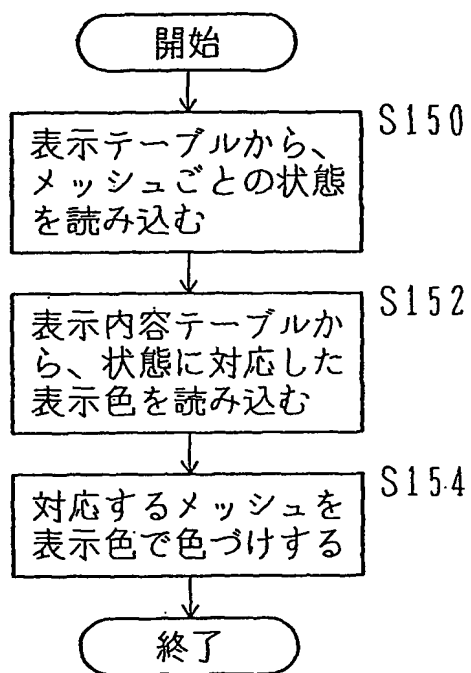 開始
S150
表示テーブルから、
メッシュごとの状態
を読み込む
S152
表示内容テーブルか
ら、状態に対応した
表示色を読み込む
S154
対応するメッシュを
表示色で色づけする
終了